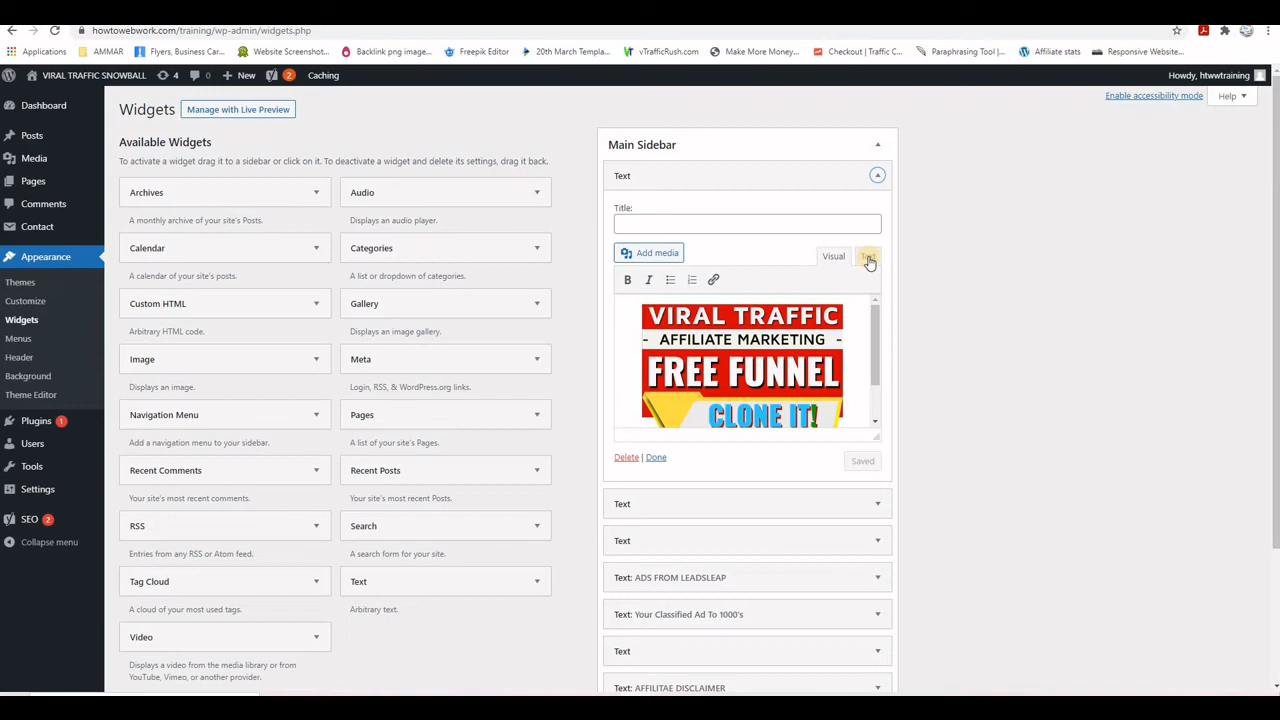 howtowebwork.com/training/wp-admin/widgets.php
Applications
AMMAR
Flyers, Business Car...
Website Screenshot...
Backlink png image...
Freepik Editor
20th March Templa...
vTrafficRush.com
Make More Money...
Checkout | Traffic C...
Paraphrasing Tool |...
Affiliate stats
Responsive Website...
VIRAL TRAFFIC SNOWBALL
4
0
New
2
Caching
Howdy, htwwtraining
Dashboard
Posts
Media
Pages
Comments
Contact
Appearance
Themes
Customize
Widgets
Menus
Header
Background
Theme Editor
Plugins 1
Users
Tools
Settings
SEO 2
Collapse menu
Widgets
Manage with Live Preview
Enable accessibility mode
Help
Available Widgets
To activate a widget drag it to a sidebar or click on it. To deactivate a widget and delete its settings, drag it back.
Archives
A monthly archive of your site's Posts.
Audio
Displays an audio player.
Calendar
A calendar of your site's posts.
Categories
A list or dropdown of categories.
Custom HTML
Arbitrary HTML code.
Gallery
Displays an image gallery.
Image
Displays an image.
Meta
Login, RSS, & WordPress.org links.
Navigation Menu
Add a navigation menu to your sidebar.
Pages
A list of your site's Pages.
Recent Comments
Your site's most recent comments.
Recent Posts
Your site's most recent Posts.
RSS
Entries from any RSS or Atom feed.
Search
A search form for your site.
Tag Cloud
A cloud of your most used tags.
Text
Arbitrary text.
Video
Displays a video from the media library or from
YouTube, Vimeo, or another provider.
Main Sidebar
Text
Title:
Add media
Visual
Text
B I
VIRAL TRAFFIC
- AFFILIATE MARKETING -
FREE FUNNEL
CLONE IT!
Delete | Done
Saved
Text
Text
Text: ADS FROM LEADSLEAP
Text: Your Classified Ad To 1000's
Text
Text: AFFILITAE DISCLAIMER